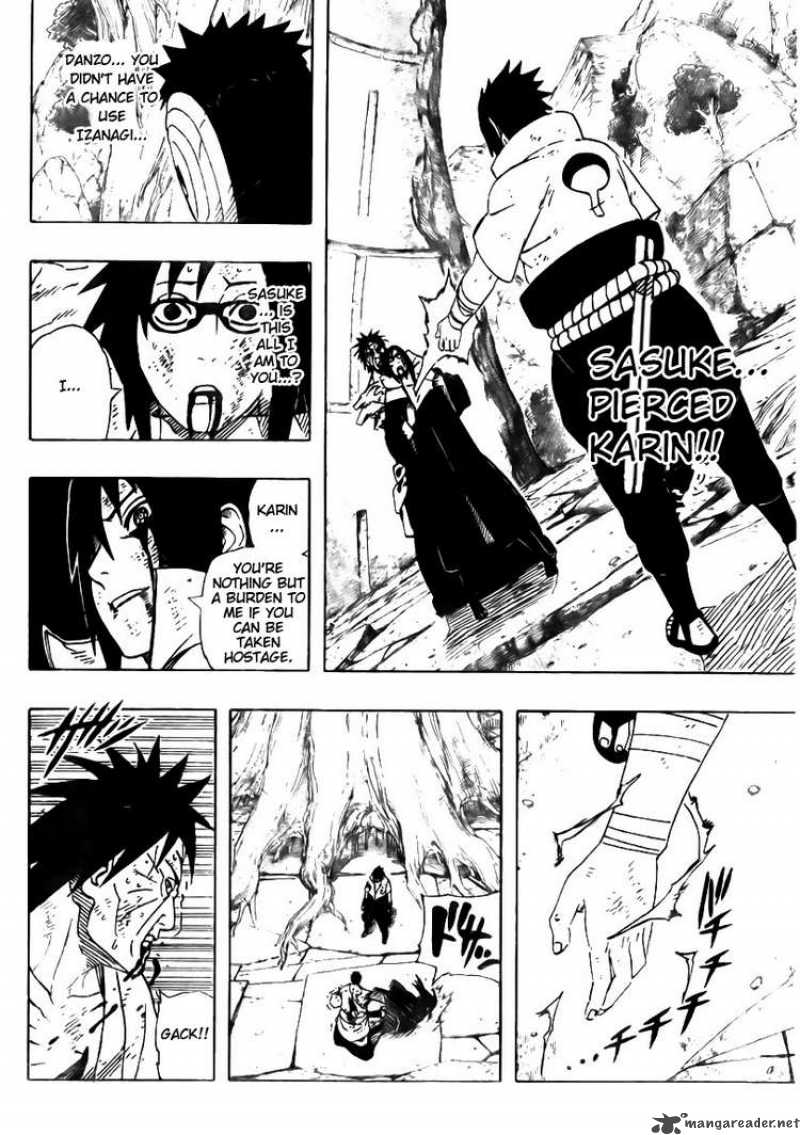 SASUKE...
PIERCED
KARIN!!
DANZO... YOU
DIDN'T HAVE
A CHANCE TO
USE
IZANAGI...
SASUKE
... IS
THIS
ALL I
AM TO
YOU...?
I...
KARIN
...
YOU'RE
NOTHING BUT
A BURDEN TO
ME IF YOU
CAN BE
TAKEN
HOSTAGE.
チチ
...チチチ
ドサッ
GACK!!
mangareader.net